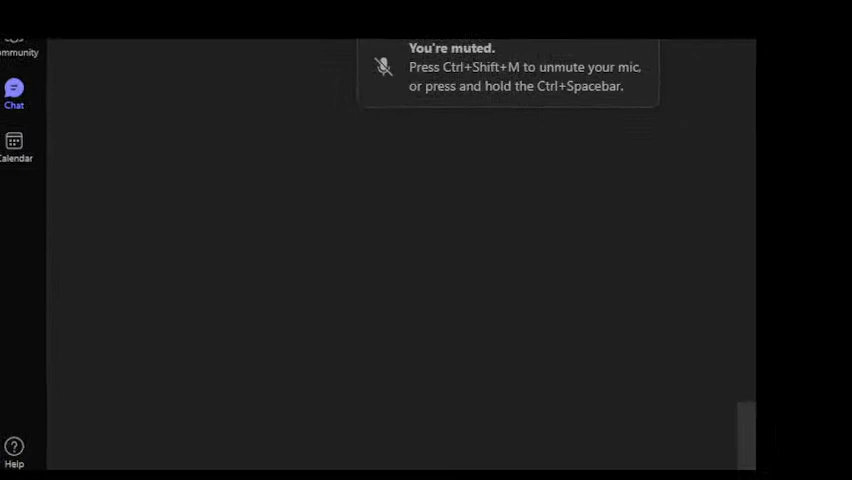 mmunity
Chat
Calendar
You're muted.
Press Ctrl+Shift+M to unmute your mic,
or press and hold the Ctrl+Spacebar.
Help